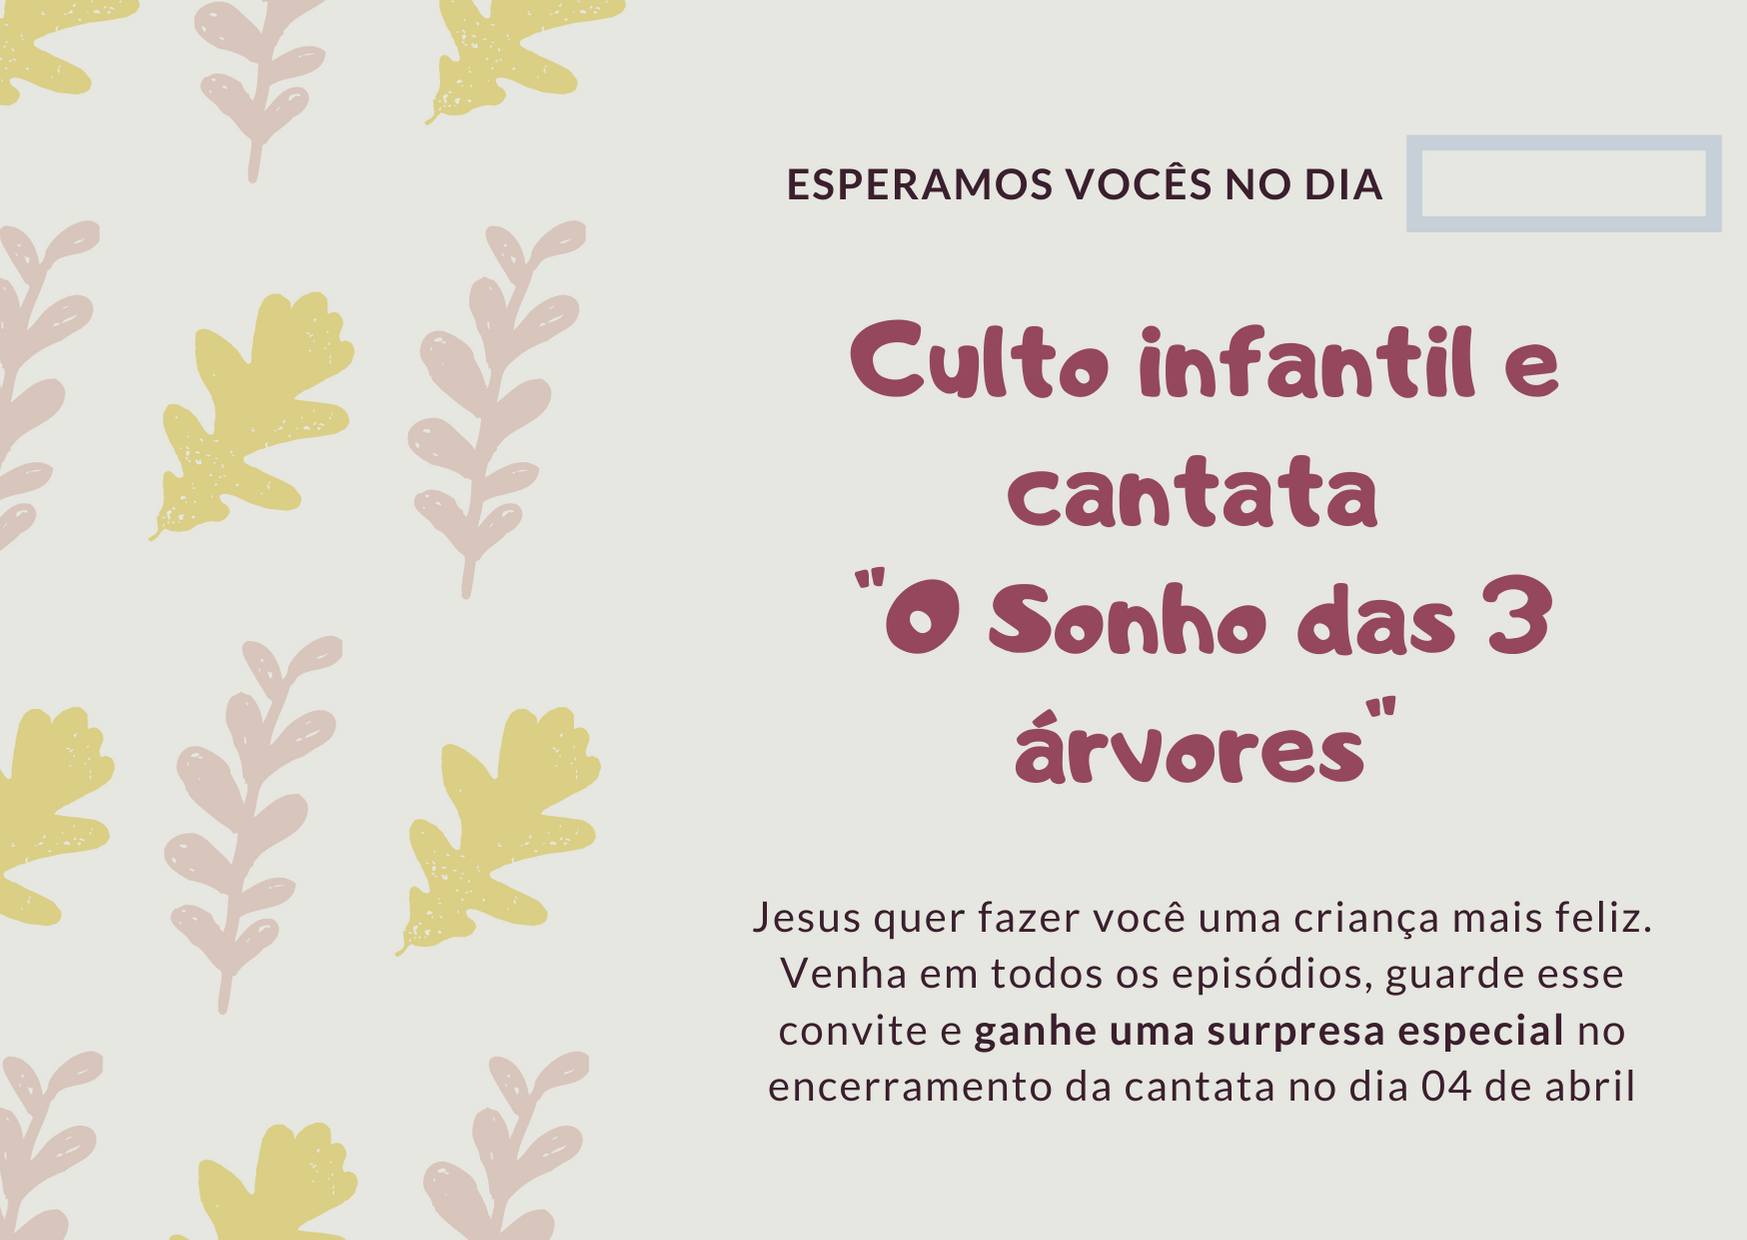 ESPERAMOS VOCÊS NO DIA
Culto infantil e
cantata
"O Sonho das 3
árvores"
Jesus quer fazer você uma criança mais feliz.
Venha em todos os episódios, guarde esse
convite e ganhe uma surpresa especial no
encerramento da cantata no dia 04 de abril